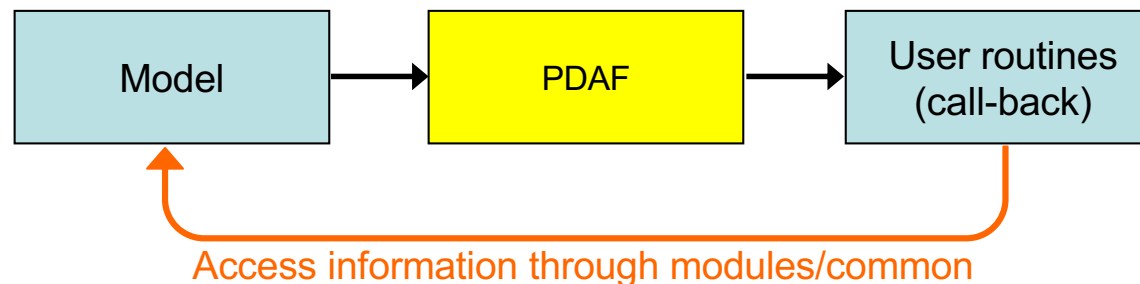 Model
PDAF
User routines
(call-back)
Access information through modules/common